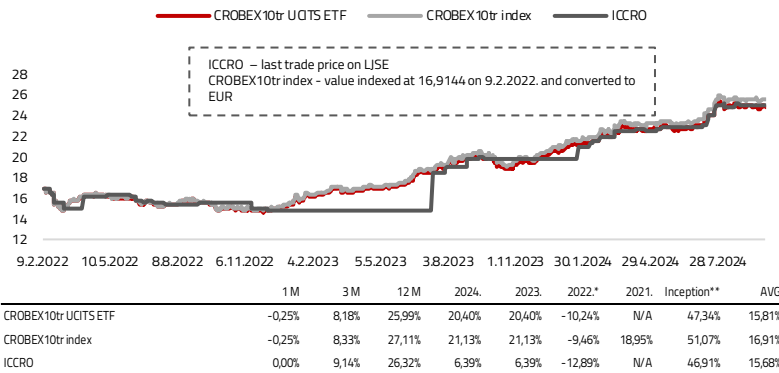 CROBEX10tr UCITS ETF CROBEX10tr index ICCRO
ICCRO – last trade price on LJSE
CROBEX10tr index - value indexed at 16,9144 on 9.2.2022. and converted to
EUR
28
26
24
22
20
18
16
14
12
9.2.2022 10.5.2022 8.8.2022 6.11.2022 4.2.2023 5.5.2023 3.8.2023 1.11.2023 30.1.2024 29.4.2024 28.7.2024
1 M 3 M 12 M 2024. 2023. 2022.* 2021. Inception** AVG
CROBEX10tr UCITS ETF -0,25% 8,18% 25,99% 20,40% 20,40% -10,24% N/A 47,34% 15,81%
CROBEX10tr index -0,25% 8,33% 27,11% 21,13% 21,13% -9,46% 18,95% 51,07% 16,91%
ICCRO 0,00% 9,14% 26,32% 6,39% 6,39% -12,89% N/A 46,91% 15,68%